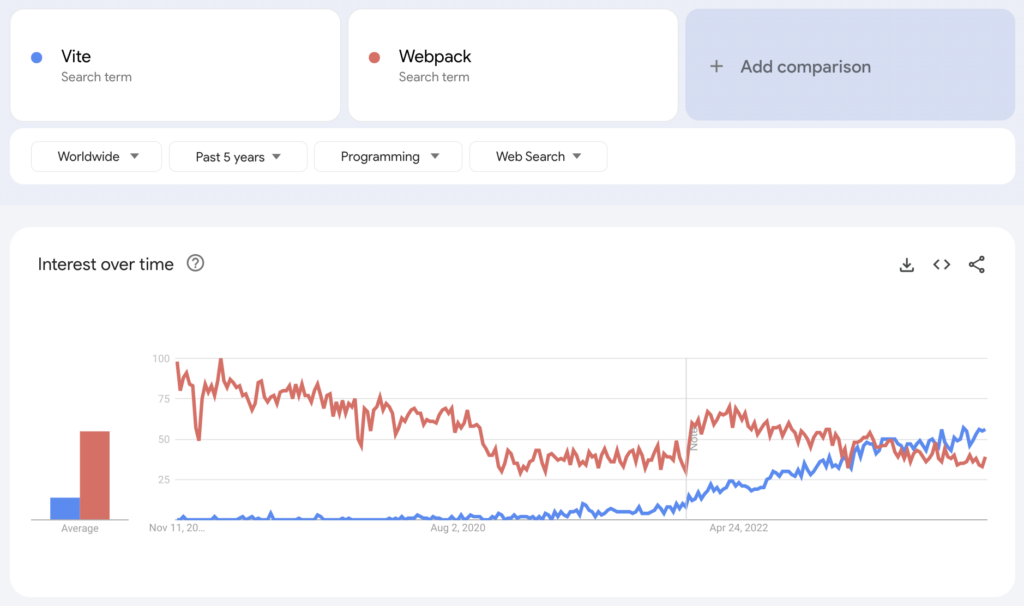 Vite
Search term
Webpack
Search term
+ Add comparison
Worldwide
Past 5 years
Programming
Web Search
Interest over time
?
100
75
50
25
Note
Average
Nov 11, 20...
Aug 2, 2020
Apr 24, 2022